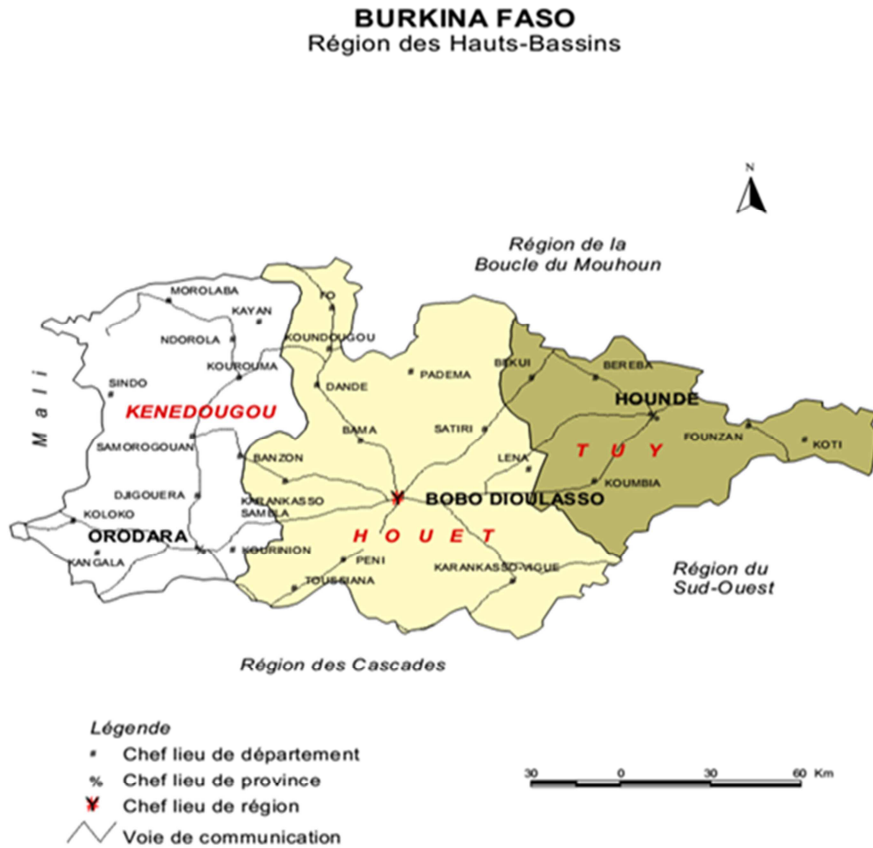 BURKINA FASO
Région des Hauts-Bassins
N
Région de la
Boucle du Mouhoun
MOROLABA
KAYAN
NDOROLA
KOUNDOUGOU
KOUROUMA
SINDO
DANDE
PADEMA
BEKUI
BEREBA
Mali
KENEDOUGOU
HOUNDE
SAMOROGOUAN
BAMA
SATIRI
FOUNZAN
KOTI
BANZON
LENA
TUY
DJIGOUERA
KARANKASSO
SAMBLA
BOBO DIOULASSO
KOUMBIA
KOLOKO
ORODARA
HOUET
KANGALA
KOURINION
PENI
KARANKASSO-VIGUE
TOUSSIANA
Région du
Sud-Ouest
Région des Cascades
Légende
Chef lieu de département
Chef lieu de province
Chef lieu de région
Voie de communication
30 0 30 60 Km